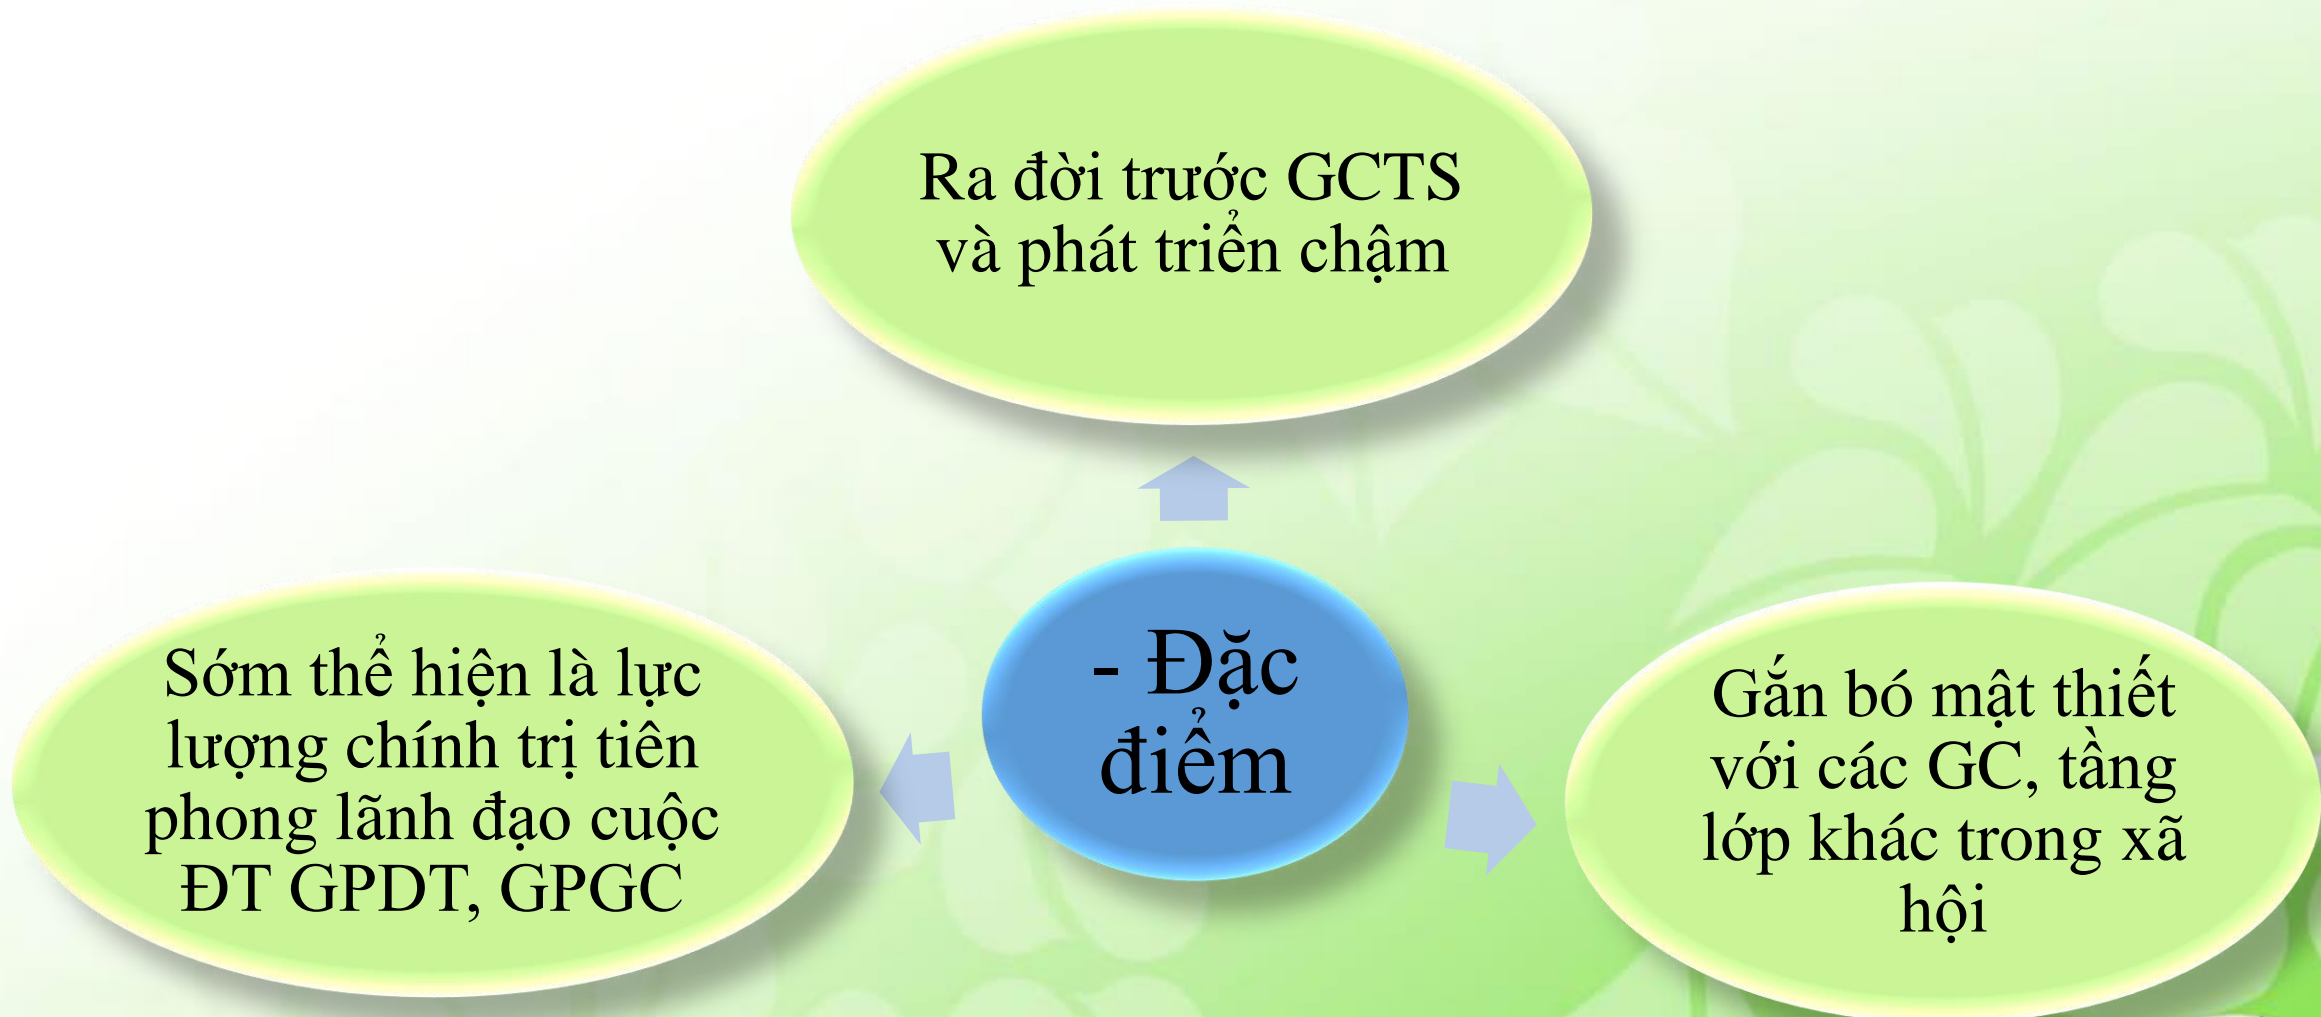 Ra đời trước GCTS
và phát triển chậm
- Đặc
điểm
Sớm thể hiện là lực
lượng chính trị tiên
phong lãnh đạo cuộc
ĐT GPDT, GPGC
Gắn bó mật thiết
với các GC, tầng
lớp khác trong xã
hội